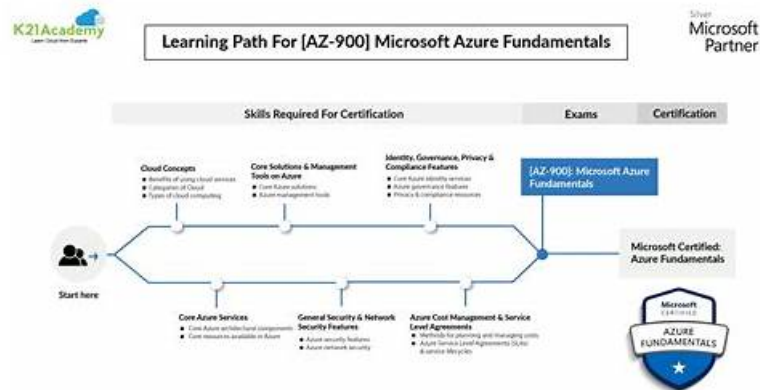 K21Academy
Learn Cloud from Experts
Silver
Microsoft
Partner
Learning Path For [AZ-900] Microsoft Azure Fundamentals
Skills Required For Certification
Exams
Certification
Cloud Concepts
Benefits of using cloud services
Categories of Cloud
Types of cloud computing
Core Solutions & Management
Tools on Azure
Core Azure solutions
Azure management tools
Identity, Governance, Privacy &
Compliance Features
Core Azure identity services
Azure governance features
Privacy & compliance resources
[AZ-900]: Microsoft Azure
Fundamentals
Start here
Microsoft Certified:
Azure Fundamentals
Core Azure Services
Core Azure architectural components
Core resources available in Azure
General Security & Network
Security Features
Azure security features
Azure network security
Azure Cost Management & Service
Level Agreements
Methods for planning and managing costs
Azure Service Level Agreements (SLAs)
& service lifecycles
Microsoft
CERTIFIED
AZURE
FUNDAMENTALS